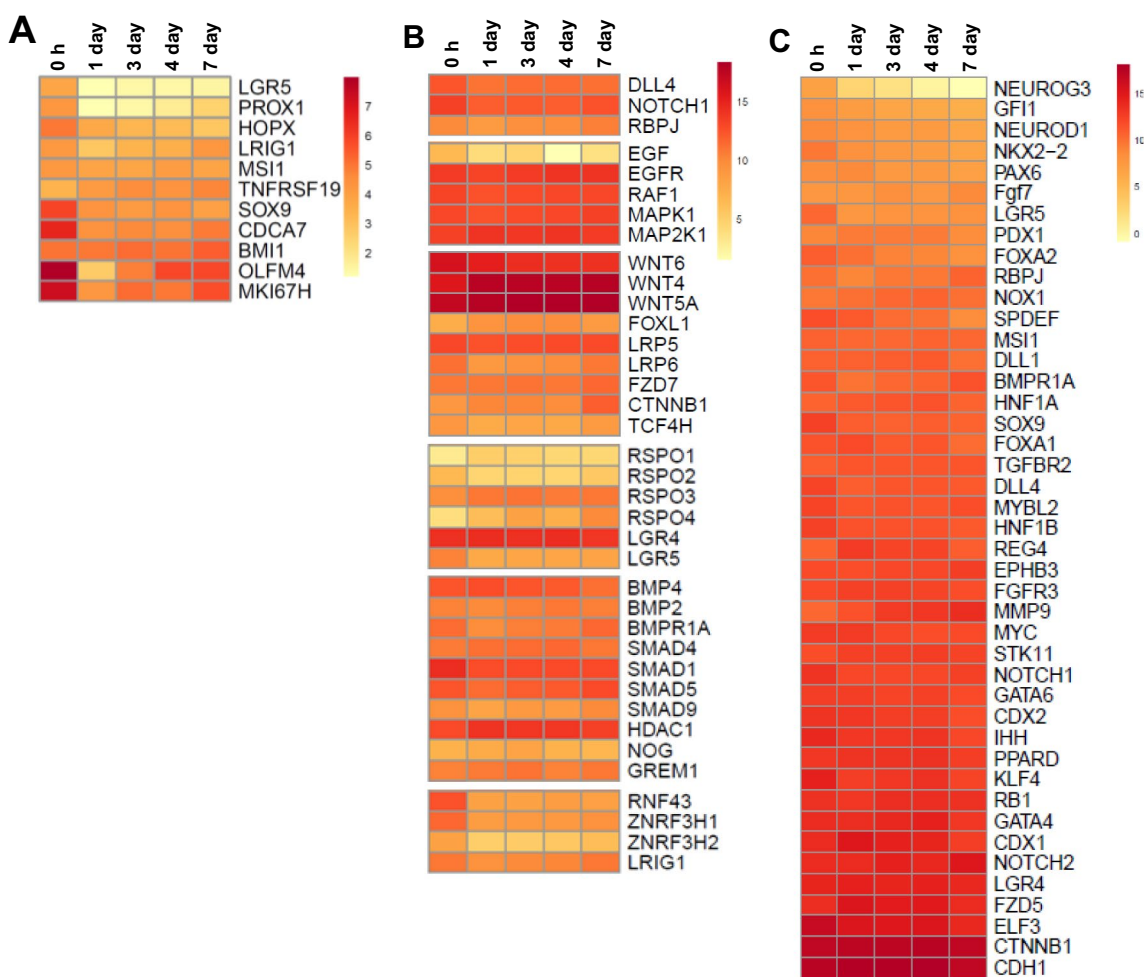 A
0 h
1 day
3 day
4 day
7 day
LGR5
PROX1
HOPX
LRIG1
MSI1
TNFRSF19
SOX9
CDCA7
BMI1
OLFM4
MKI67H
7
6
5
4
3
2
B
0 h
1 day
3 day
4 day
7 day
DLL4
NOTCH1
RBPJ
EGF
EGFR
RAF1
MAPK1
MAP2K1
WNT6
WNT4
WNT5A
FOXL1
LRP5
LRP6
FZD7
CTNNB1
TCF4H
RSPO1
RSPO2
RSPO3
RSPO4
LGR4
LGR5
BMP4
BMP2
BMPR1A
SMAD4
SMAD1
SMAD5
SMAD9
HDAC1
NOG
GREM1
RNF43
ZNRF3H1
ZNRF3H2
LRIG1
15
10
5
C
0 h
1 day
3 day
4 day
7 day
NEUROG3
GFI1
NEUROD1
NKX2−2
PAX6
Fgf7
LGR5
PDX1
FOXA2
RBPJ
NOX1
SPDEF
MSI1
DLL1
BMPR1A
HNF1A
SOX9
FOXA1
TGFBR2
DLL4
MYBL2
HNF1B
REG4
EPHB3
FGFR3
MMP9
MYC
STK11
NOTCH1
GATA6
CDX2
IHH
PPARD
KLF4
RB1
GATA4
CDX1
NOTCH2
LGR4
FZD5
ELF3
CTNNB1
CDH1
15
10
5
0